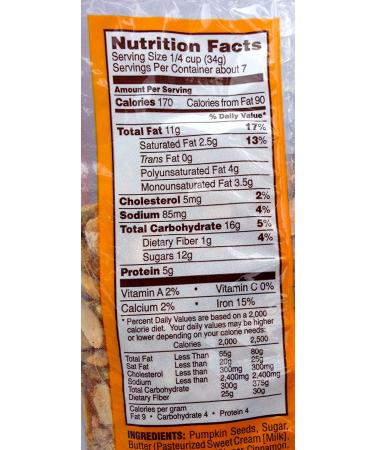 Nutrition Facts
Serving Size 1/4 cup (34g)
Servings Per Container about 7
Amount Per Serving
Calories 170 Calories from Fat 90
% Daily Value*
Total Fat 11g 17%
Saturated Fat 2.5g 13%
Trans Fat 0g
Polyunsaturated Fat 4g
Monounsaturated Fat 3.5g
Cholesterol 5mg 2%
Sodium 85mg 4%
Total Carbohydrate 16g 5%
Dietary Fiber 1g 4%
Sugars 12g
Protein 5g
Vitamin A 2% • Vitamin C 0%
Calcium 2% • Iron 15%
* Percent Daily Values are based on a 2,000
calorie diet. Your daily values may be higher
or lower depending on your calorie needs:
Calories 2,000 2,500
Total Fat Less Than 65g 80g
Sat Fat Less Than 20g 25g
Cholesterol Less Than 300mg 300mg
Sodium Less Than 2,400mg 2,400mg
Total Carbohydrate 300g 375g
Dietary Fiber 25g 30g
Calories per gram
Fat 9 • Carbohydrate 4 • Protein 4
INGREDIENTS: Pumpkin Seeds, Sugar,
Butter (Pasteurized Sweet Cream [Milk],
Cinnamon,